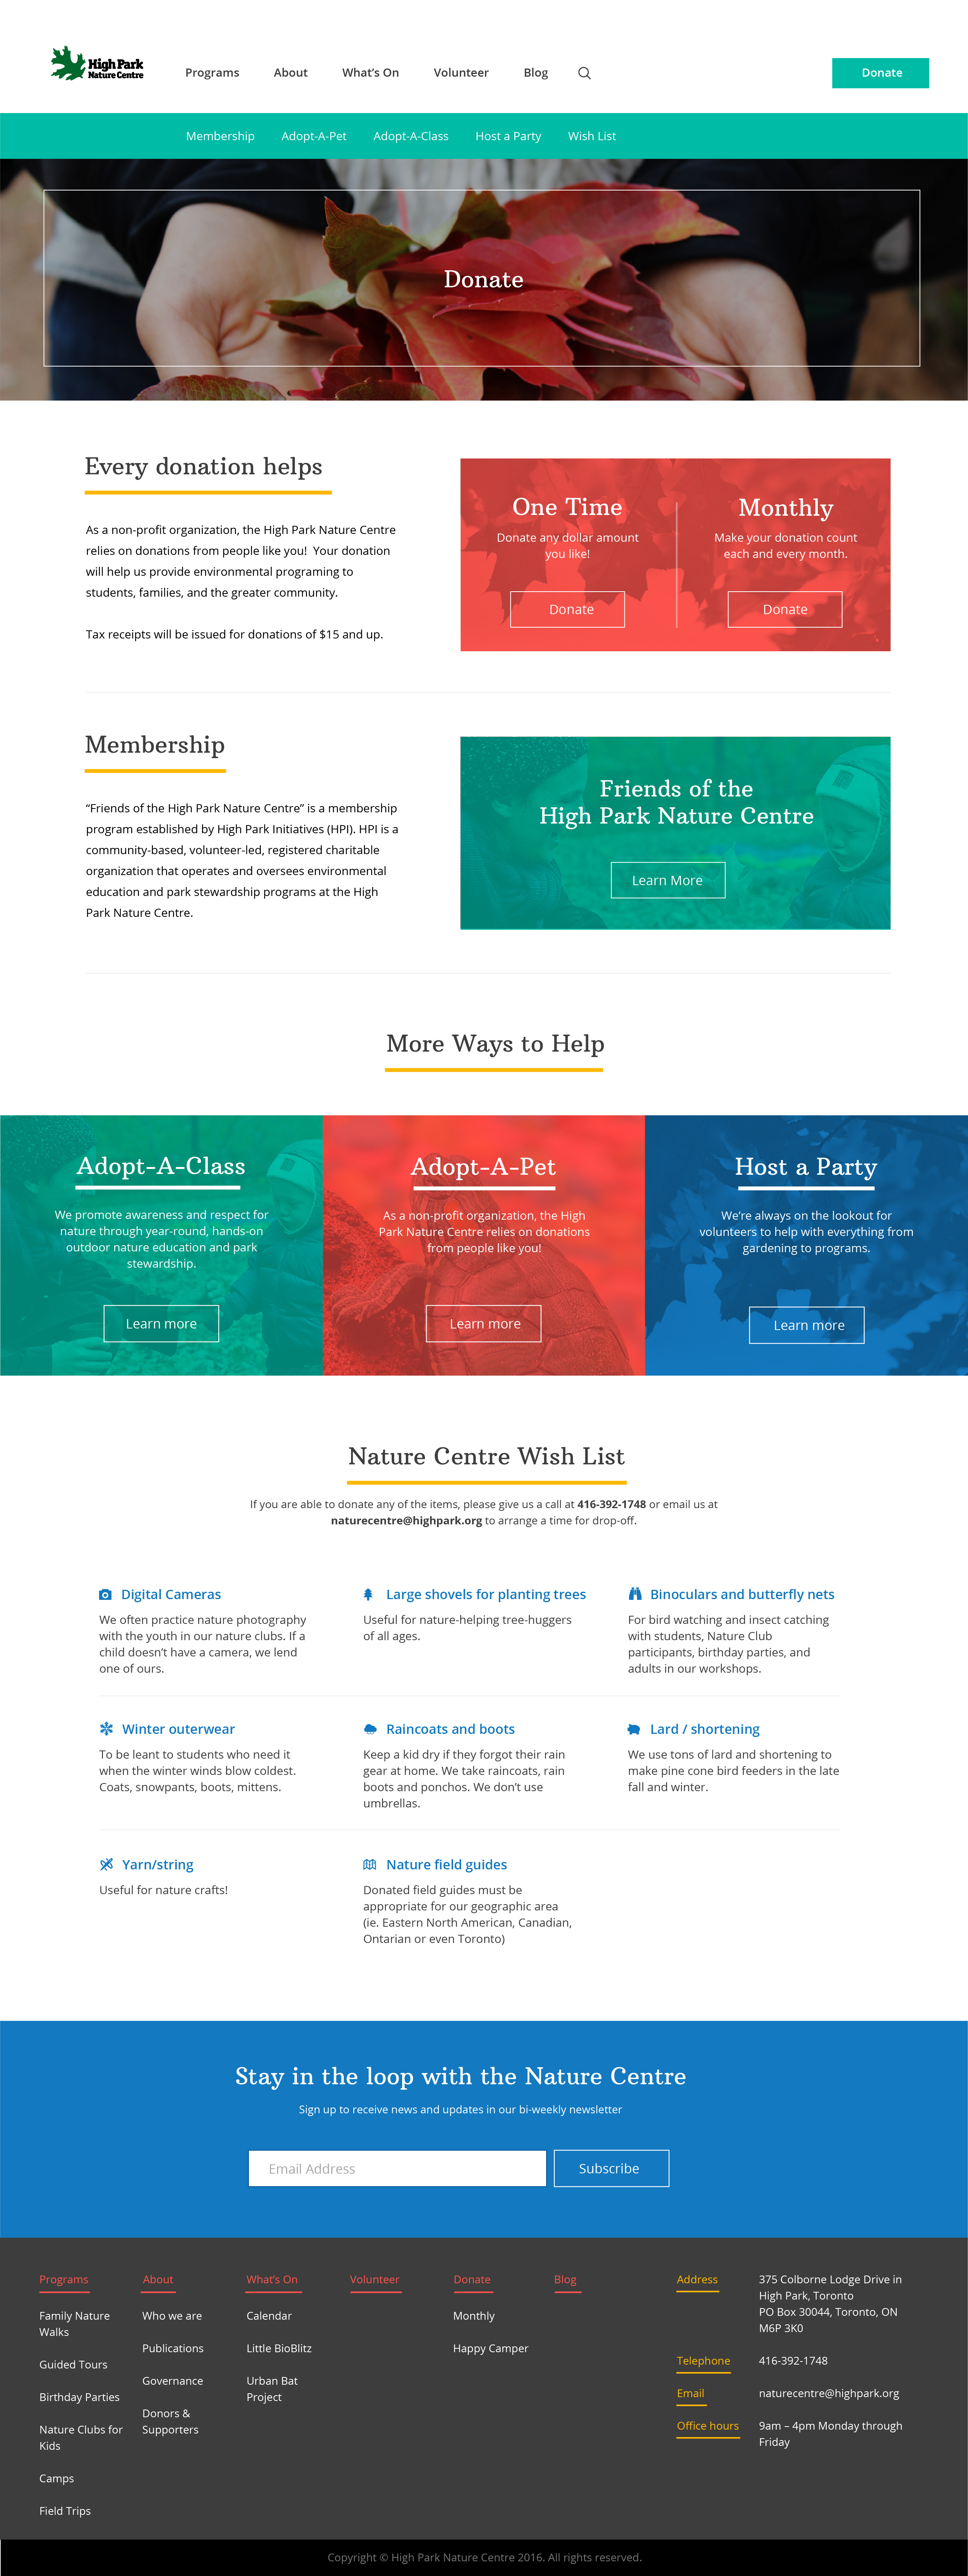 High Park
Nature Centre
Programs About What's On Volunteer Blog
Donate
Membership Adopt-A-Pet Adopt-A-Class Host a Party Wish List
Donate
Every donation helps
As a non-profit organization, the High Park Nature Centre
relies on donations from people like you!  Your donation
will help us provide environmental programing to
students, families, and the greater community.
Tax receipts will be issued for donations of $15 and up.
One Time
Donate any dollar amount
you like!
Donate
Monthly
Make your donation count
each and every month.
Donate
Membership
“Friends of the High Park Nature Centre” is a membership
program established by High Park Initiatives (HPI). HPI is a
community-based, volunteer-led, registered charitable
organization that operates and oversees environmental
education and park stewardship programs at the High
Park Nature Centre.
Friends of the
High Park Nature Centre
Learn More
More Ways to Help
Adopt-A-Class
We promote awareness and respect for
nature through year-round, hands-on
outdoor nature education and park
stewardship.
Learn more
Adopt-A-Pet
As a non-profit organization, the High
Park Nature Centre relies on donations
from people like you!
Learn more
Host a Party
We’re always on the lookout for
volunteers to help with everything from
gardening to programs.
Learn more
Nature Centre Wish List
If you are able to donate any of the items, please give us a call at 416-392-1748 or email us at
naturecentre@highpark.org to arrange a time for drop-off.
Digital Cameras
We often practice nature photography
with the youth in our nature clubs. If a
child doesn’t have a camera, we lend
one of ours.
Large shovels for planting trees
Useful for nature-helping tree-huggers
of all ages.
Binoculars and butterfly nets
For bird watching and insect catching
with students, Nature Club
participants, birthday parties, and
adults in our workshops.
Winter outerwear
To be leant to students who need it
when the winter winds blow coldest.
Coats, snowpants, boots, mittens.
Raincoats and boots
Keep a kid dry if they forgot their rain
gear at home. We take raincoats, rain
boots and ponchos. We don’t use
umbrellas.
Lard / shortening
We use tons of lard and shortening to
make pine cone bird feeders in the late
fall and winter.
Yarn/string
Useful for nature crafts!
Nature field guides
Donated field guides must be
appropriate for our geographic area
(ie. Eastern North American, Canadian,
Ontarian or even Toronto)
Stay in the loop with the Nature Centre
Sign up to receive news and updates in our bi-weekly newsletter
Email Address
Subscribe
Programs
Family Nature
Walks
Guided Tours
Birthday Parties
Nature Clubs for
Kids
Camps
Field Trips
About
Who we are
Publications
Governance
Donors &
Supporters
What’s On
Calendar
Little BioBlitz
Urban Bat
Project
Volunteer
Donate
Monthly
Happy Camper
Blog
Address
375 Colborne Lodge Drive in
High Park, Toronto
PO Box 30044, Toronto, ON
M6P 3K0
Telephone
416-392-1748
Email
naturecentre@highpark.org
Office hours
9am – 4pm Monday through
Friday
Copyright © High Park Nature Centre 2016. All rights reserved.